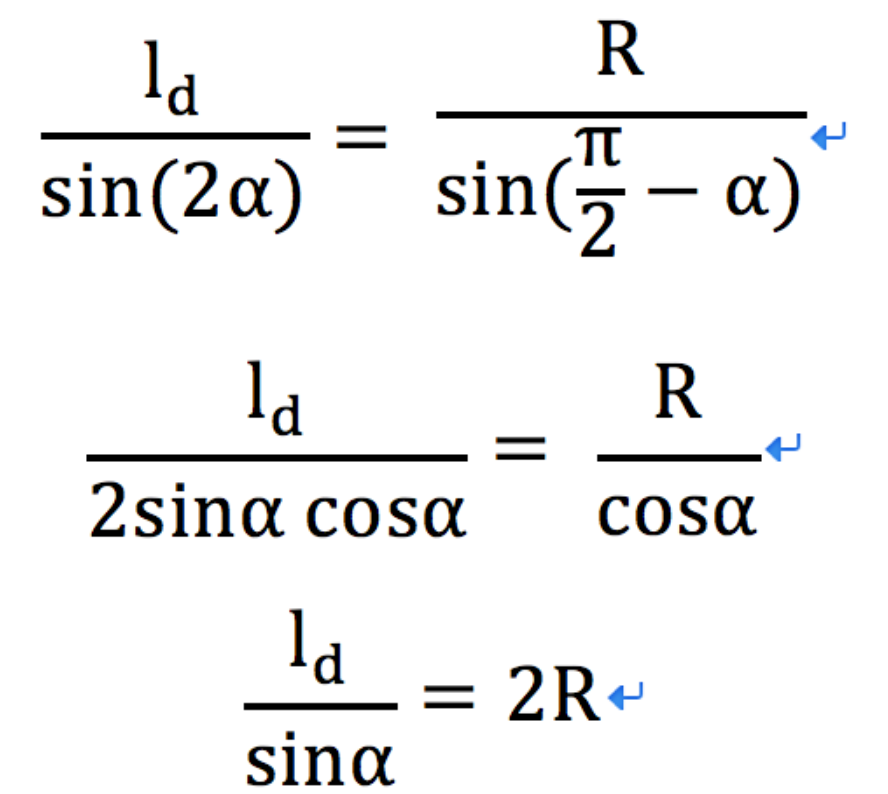 l_d / sin(2α) = R / sin(π/2 − α) ↵
l_d / 2sinα cosα = R / cosα ↵
l_d / sinα = 2R ↵